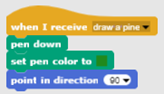 when I receive draw a pine
pen down
set pen color to
point in direction 90